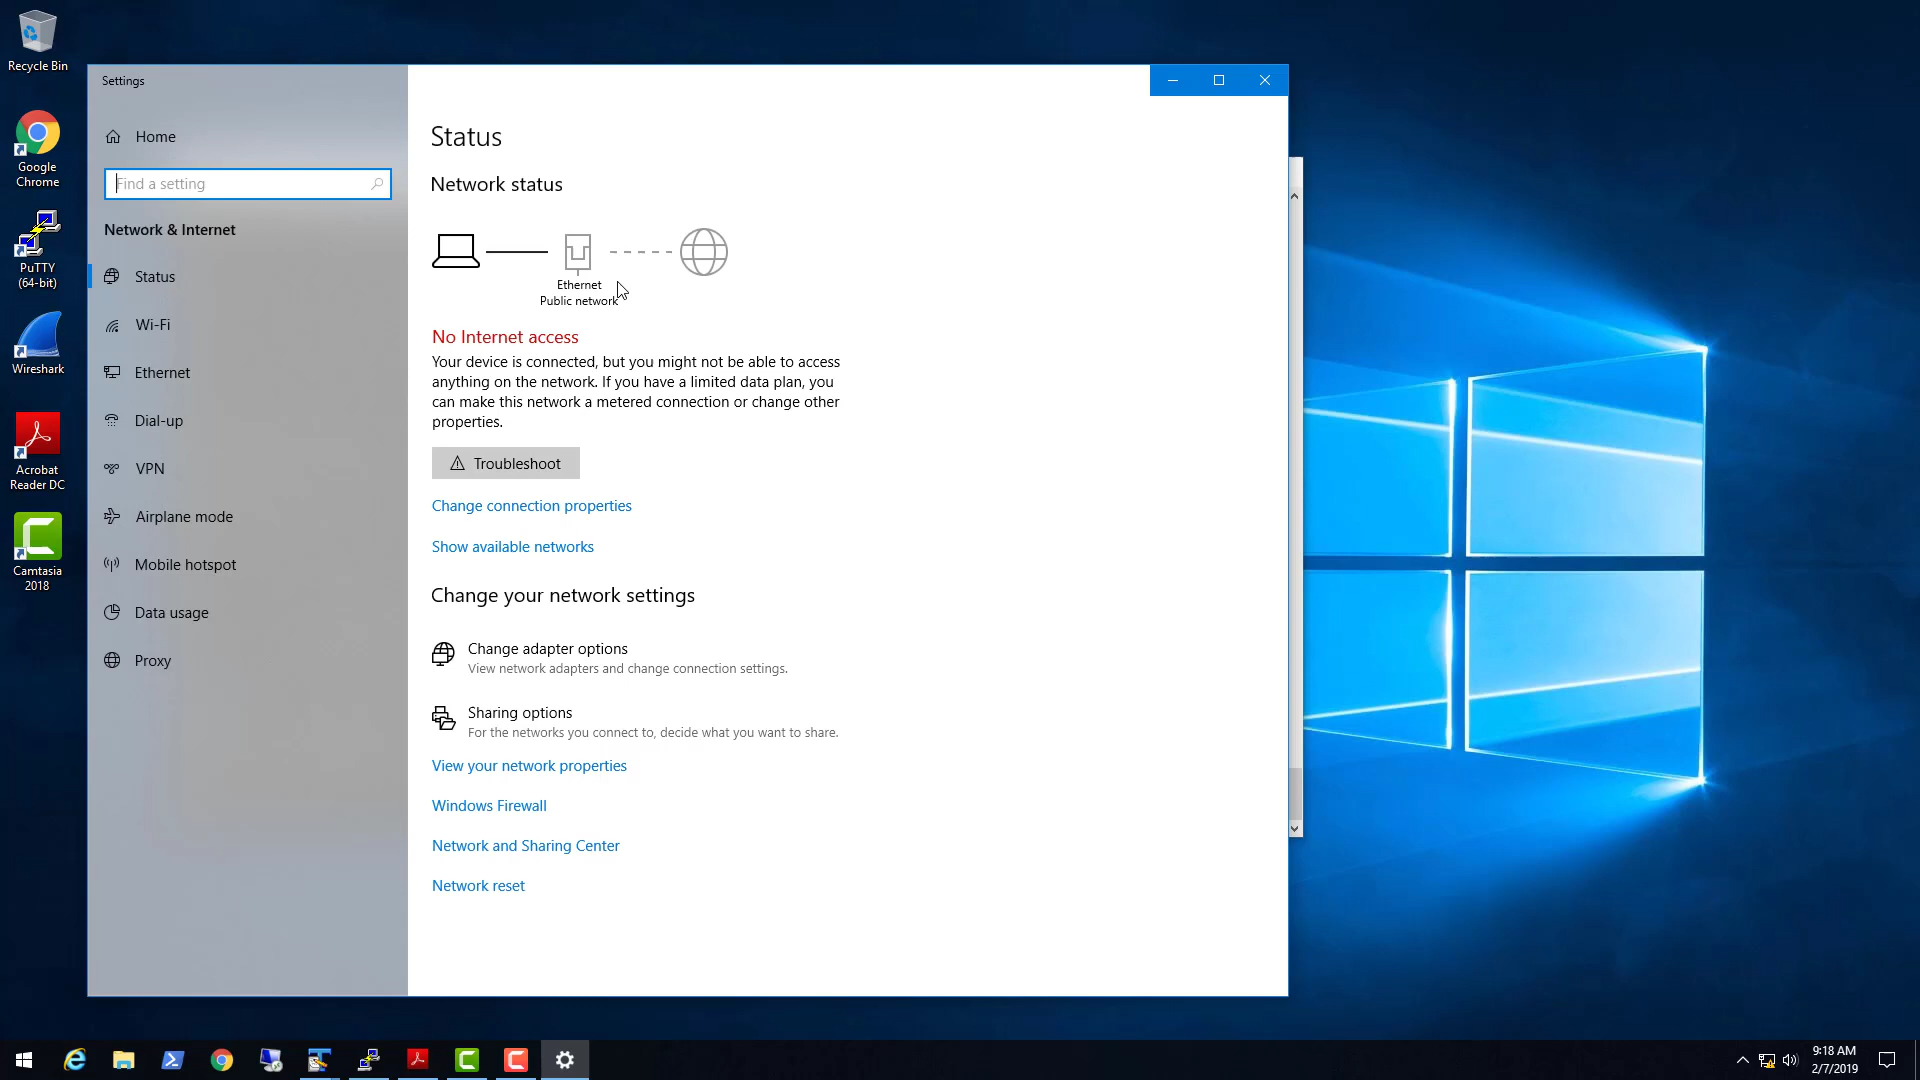 Recycle Bin
Google
Chrome
PuTTY
(64-bit)
Wireshark
Acrobat
Reader DC
Camtasia
2018
Settings
Home
Find a setting
Network & Internet
Status
Wi-Fi
Ethernet
Dial-up
VPN
Airplane mode
Mobile hotspot
Data usage
Proxy
Status
Network status
Ethernet
Public network
No Internet access
Your device is connected, but you might not be able to access
anything on the network. If you have a limited data plan, you
can make this network a metered connection or change other
properties.
Troubleshoot
Change connection properties
Show available networks
Change your network settings
Change adapter options
View network adapters and change connection settings.
Sharing options
For the networks you connect to, decide what you want to share.
View your network properties
Windows Firewall
Network and Sharing Center
Network reset
9:18 AM
2/7/2019